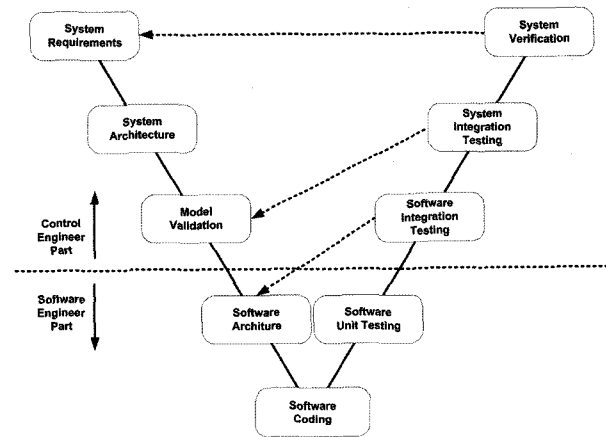 System
Requirements
System
Verification
System
Architecture
System
Integration
Testing
Model
Validation
Software
Integration
Testing
Control
Engineer
Part
Software
Engineer
Part
Software
Architure
Software
Unit Testing
Software
Coding